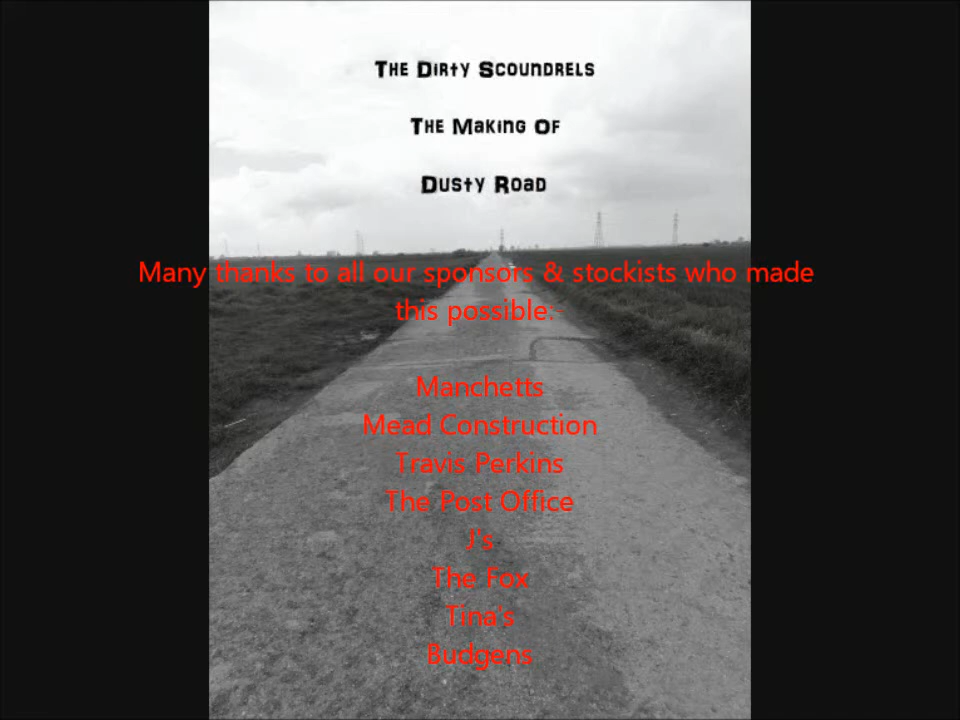 The Dirty Scoundrels
The Making Of
Dusty Road
Many thanks to all our sponsors & stockists who made
this possible:-
Manchetts
Mead Construction
Travis Perkins
The Post Office
J's
The Fox
Tina's
Budgens